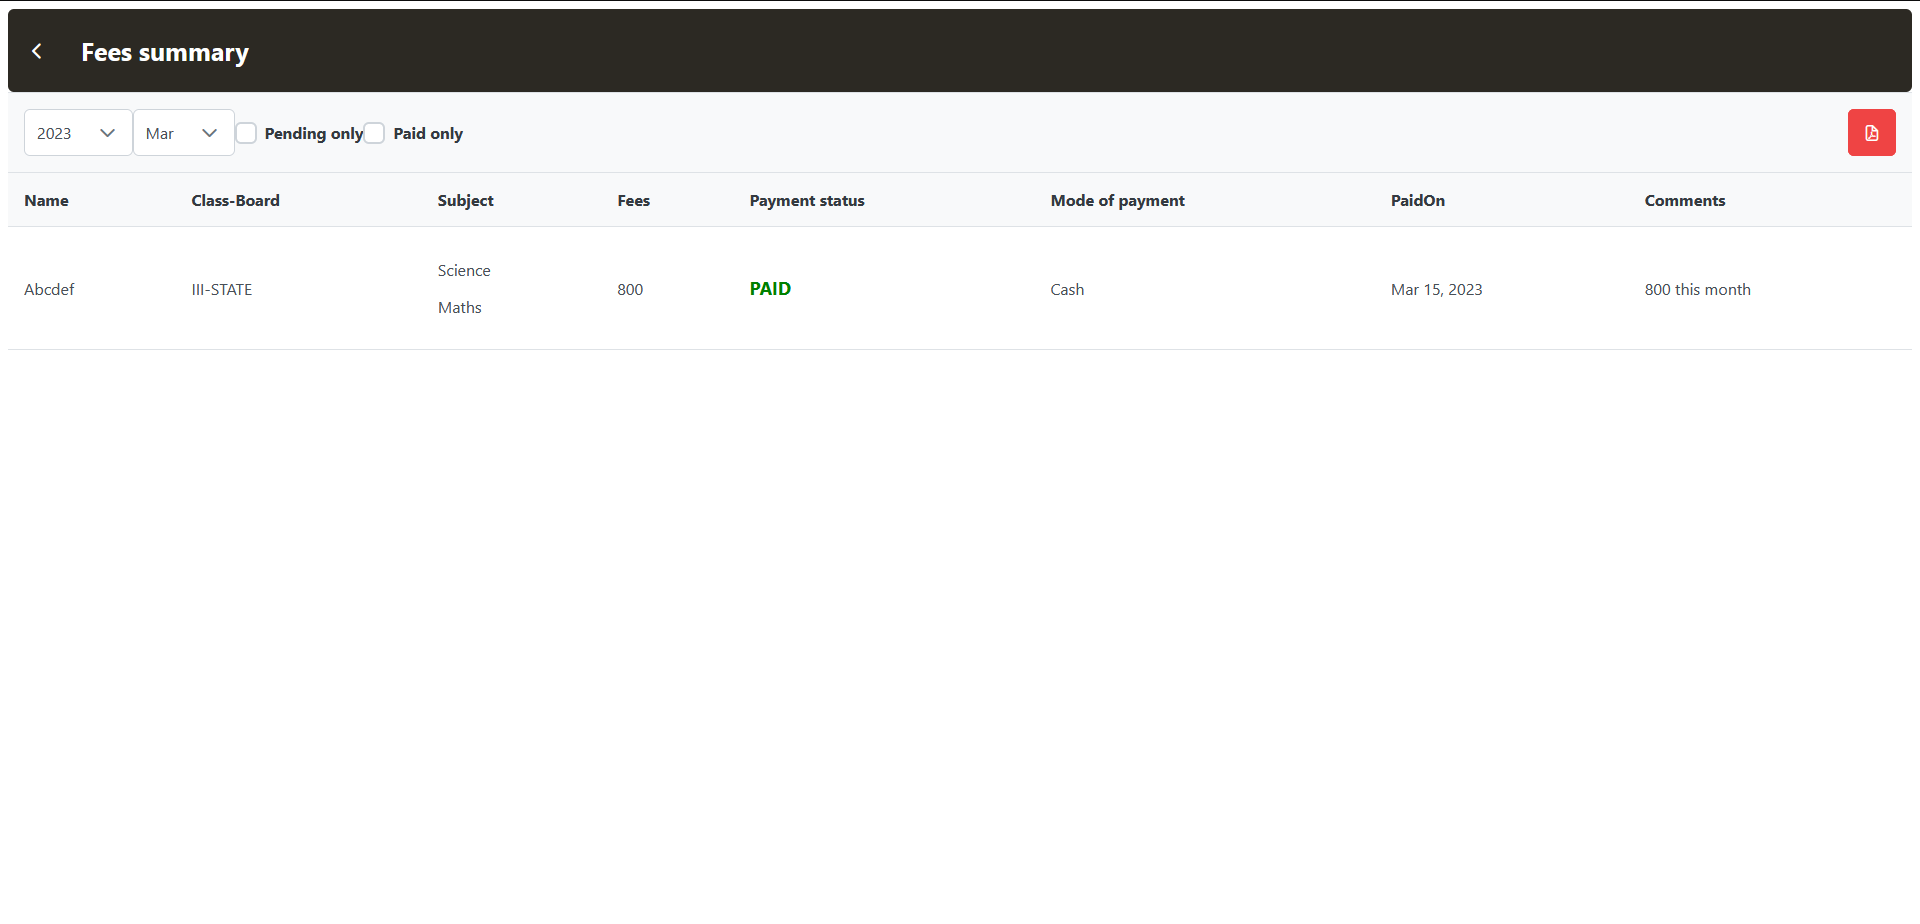 Fees summary
2023 Mar Pending only Paid only
Name Class-Board Subject Fees Payment status Mode of payment PaidOn Comments
Science
Abcdef III-STATE 800 PAID Cash Mar 15, 2023 800 this month
Maths